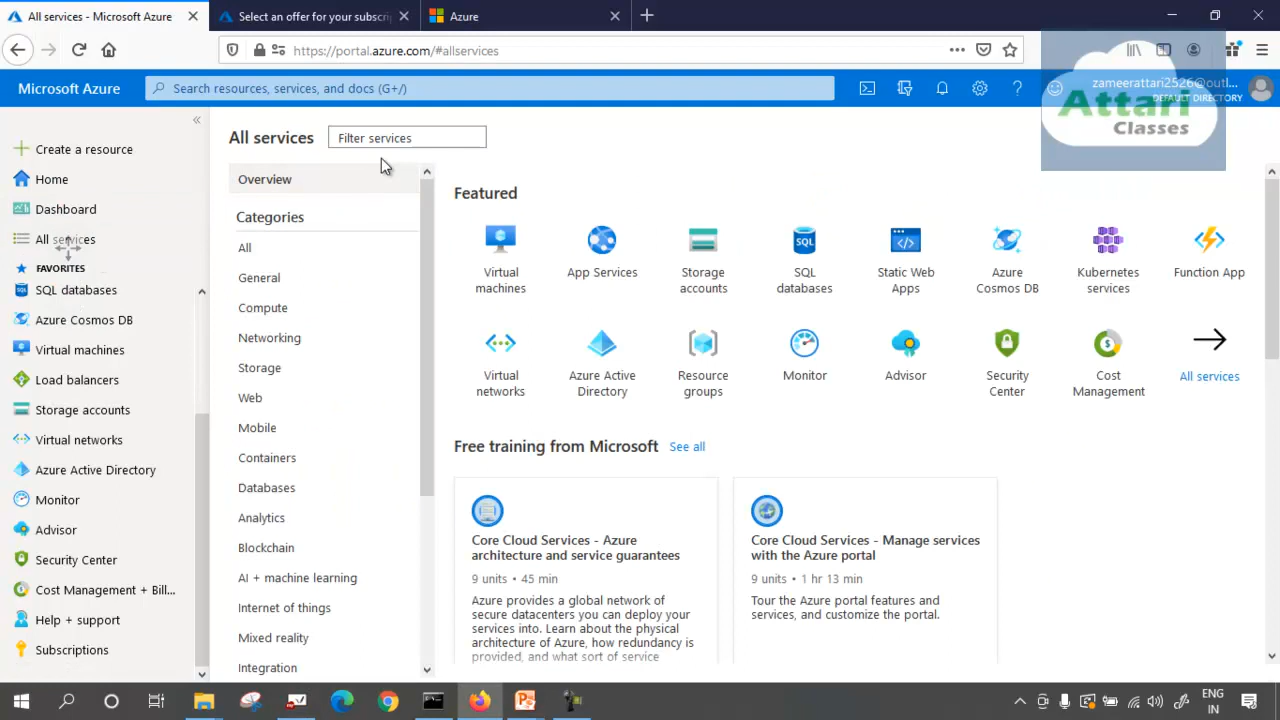 All services - Microsoft Azure
Select an offer for your subscri
Azure
https://portal.azure.com/#allservices
Microsoft Azure
Search resources, services, and docs (G+/)
zameerattari2526@outl...
DEFAULT DIRECTORY
Attari
Classes
Create a resource
Home
Dashboard
All services
FAVORITES
SQL databases
Azure Cosmos DB
Virtual machines
Load balancers
Storage accounts
Virtual networks
Azure Active Directory
Monitor
Advisor
Security Center
Cost Management + Bill...
Help + support
Subscriptions
All services
Filter services
Overview
Categories
All
General
Compute
Networking
Storage
Web
Mobile
Containers
Databases
Analytics
Blockchain
AI + machine learning
Internet of things
Mixed reality
Integration
Featured
Virtual
machines
App Services
Storage
accounts
SQL
SQL
databases
Static Web
Apps
Azure
Cosmos DB
Kubernetes
services
Function App
Virtual
networks
Azure Active
Directory
Resource
groups
Monitor
Advisor
Security
Center
Cost
Management
All services
Free training from Microsoft
See all
Core Cloud Services - Azure
architecture and service guarantees
9 units • 45 min
Azure provides a global network of
secure datacenters you can deploy your
services into. Learn about the physical
architecture of Azure, how redundancy is
provided, and what sort of service
Core Cloud Services - Manage services
with the Azure portal
9 units • 1 hr 13 min
Tour the Azure portal features and
services, and customize the portal.
ENG
IN